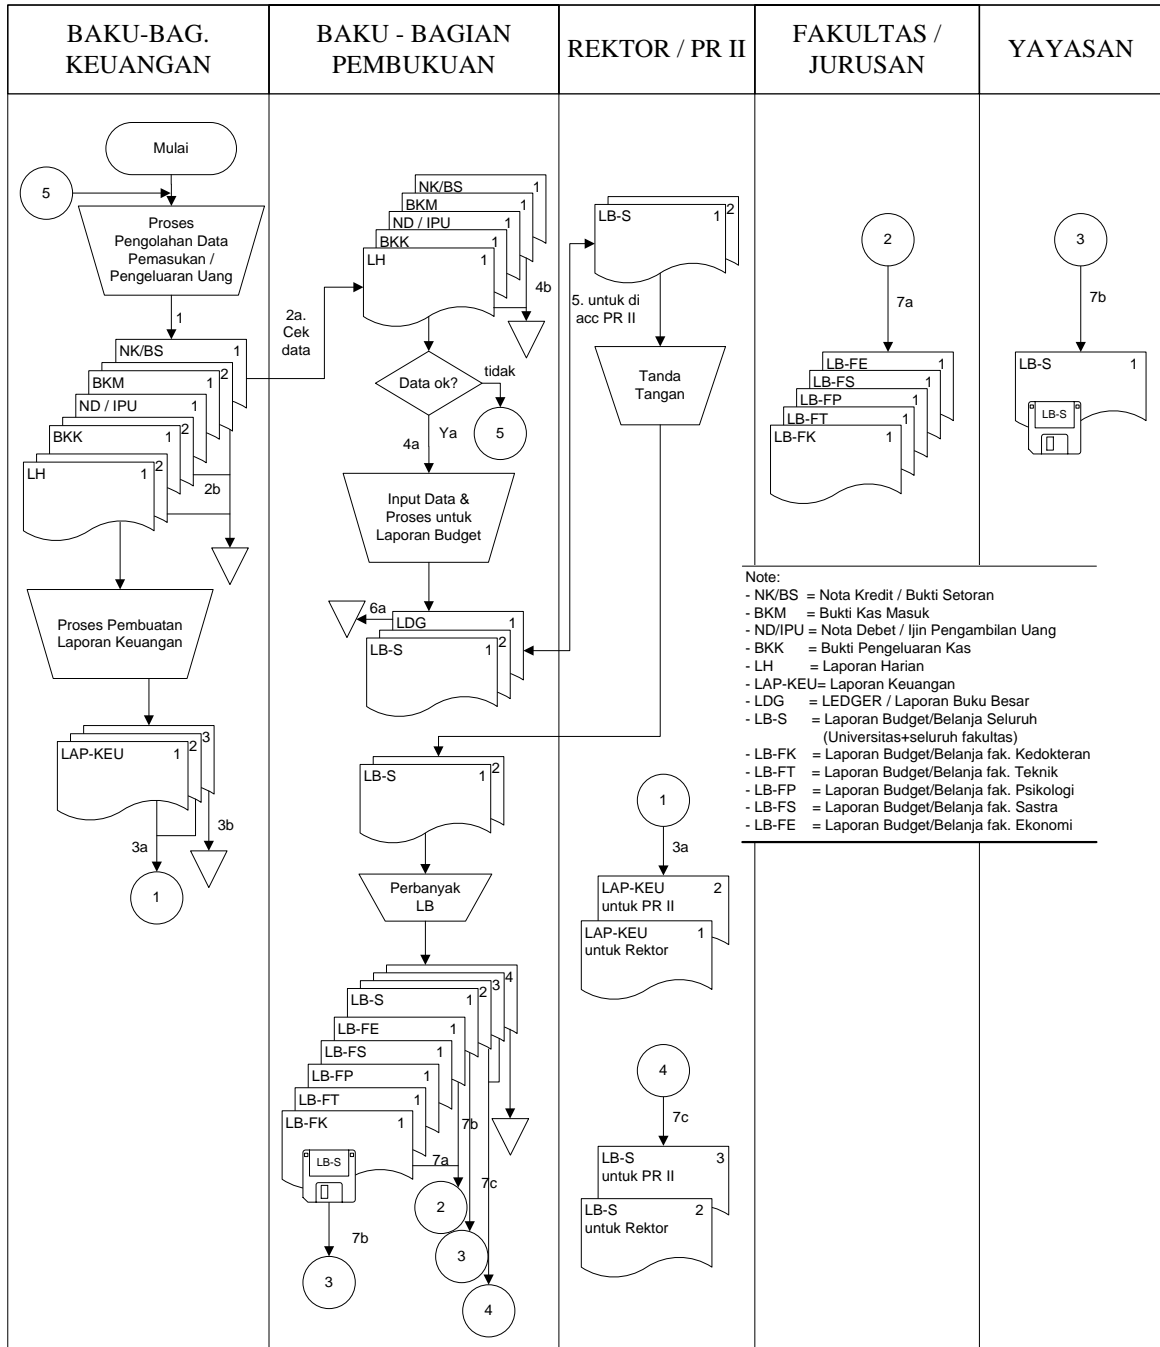 BAKU-BAG.
KEUANGAN
BAKU - BAGIAN
PEMBUKUAN
REKTOR / PR II
FAKULTAS /
JURUSAN
YAYASAN
Mulai
5
Proses
Pengolahan Data
Pemasukan /
Pengeluaran Uang
1
NK/BS 1
2
BKM 1
ND / IPU 1
2
BKK 1
2
LH 1
2b
Proses Pembuatan
Laporan Keuangan
3
2
LAP-KEU 1
3a
3b
1
2a.
Cek
data
NK/BS 1
BKM 1
ND / IPU 1
BKK 1
LH 1
4b
Data ok?
tidak
5
Ya
4a
Input Data &
Proses untuk
Laporan Budget
6a
LDG 1
2
LB-S 1
LB-S 1 2
Perbanyak
LB
4
3
2
LB-S 1
LB-FE 1
LB-FS 1
LB-FP 1
LB-FT 1
LB-FK 1
LB-S
7a
7b
7c
7b
2
3
3
4
2
LB-S 1
5. untuk di
acc PR II
Tanda
Tangan
1
3a
LAP-KEU 2
untuk PR II
LAP-KEU 1
untuk Rektor
4
7c
LB-S 3
untuk PR II
LB-S 2
untuk Rektor
2
7a
LB-FE 1
LB-FS 1
LB-FP 1
LB-FT 1
LB-FK 1
3
7b
LB-S 1
LB-S
Note:
- NK/BS = Nota Kredit / Bukti Setoran
- BKM = Bukti Kas Masuk
- ND/IPU = Nota Debet / Ijin Pengambilan Uang
- BKK = Bukti Pengeluaran Kas
- LH = Laporan Harian
- LAP-KEU= Laporan Keuangan
- LDG = LEDGER / Laporan Buku Besar
- LB-S = Laporan Budget/Belanja Seluruh
(Universitas+seluruh fakultas)
- LB-FK = Laporan Budget/Belanja fak. Kedokteran
- LB-FT = Laporan Budget/Belanja fak. Teknik
- LB-FP = Laporan Budget/Belanja fak. Psikologi
- LB-FS = Laporan Budget/Belanja fak. Sastra
- LB-FE = Laporan Budget/Belanja fak. Ekonomi